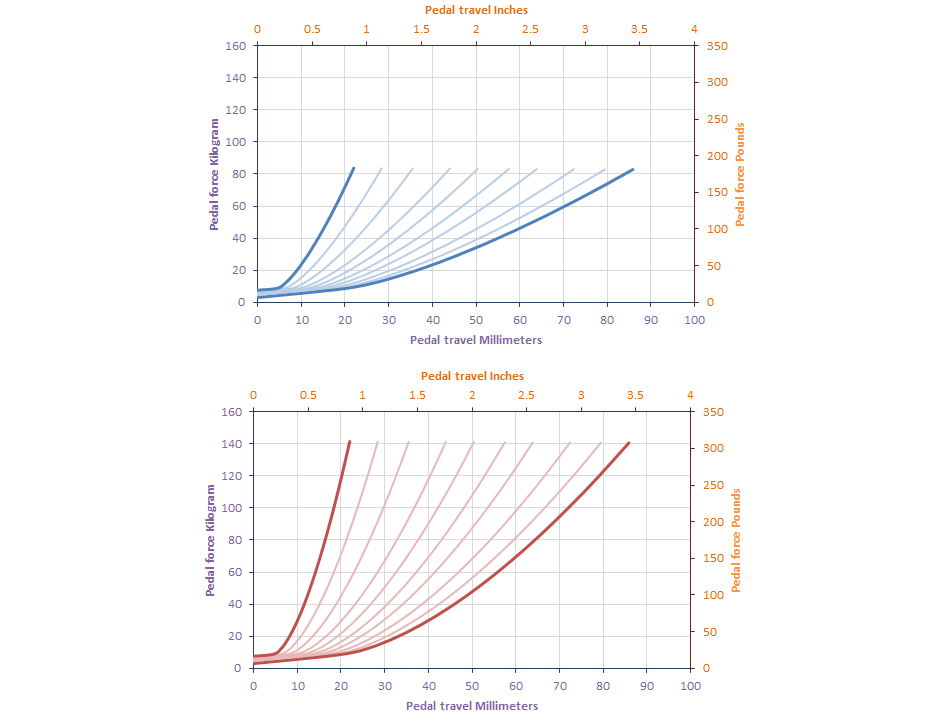 Pedal travel Inches
0 0.5 1 1.5 2 2.5 3 3.5 4
160 350
140 300
120 250
100 200
80 150
60 100
40 50
20 0
0
Pedal force Kilogram
Pedal force Pounds
0 10 20 30 40 50 60 70 80 90 100
Pedal travel Millimeters
Pedal travel Inches
0 0.5 1 1.5 2 2.5 3 3.5 4
160 350
140 300
120 250
100 200
80 150
60 100
40 50
20 0
0
Pedal force Kilogram
Pedal force Pounds
0 10 20 30 40 50 60 70 80 90 100
Pedal travel Millimeters